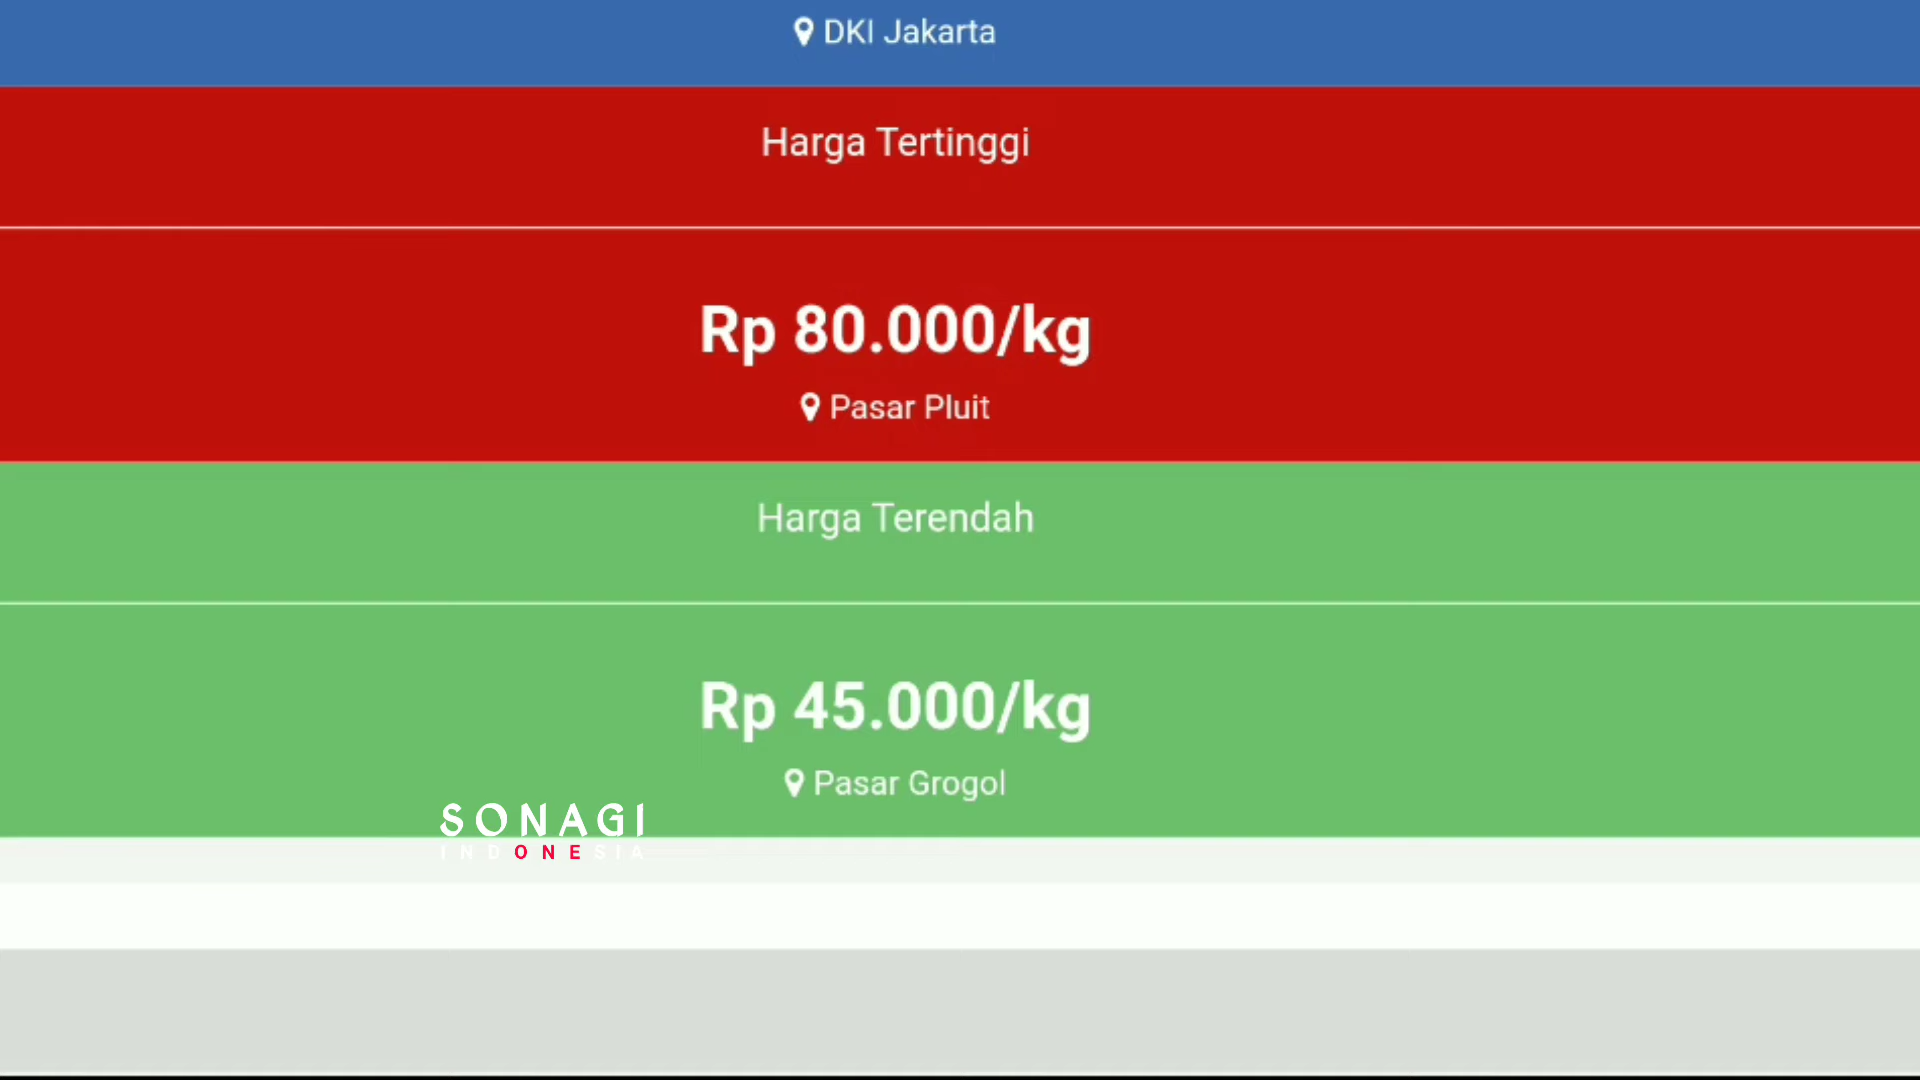 DKI Jakarta
Harga Tertinggi
Rp 80.000/kg
Pasar Pluit
Harga Terendah
Rp 45.000/kg
Pasar Grogol
SONAGI
INDONESIA